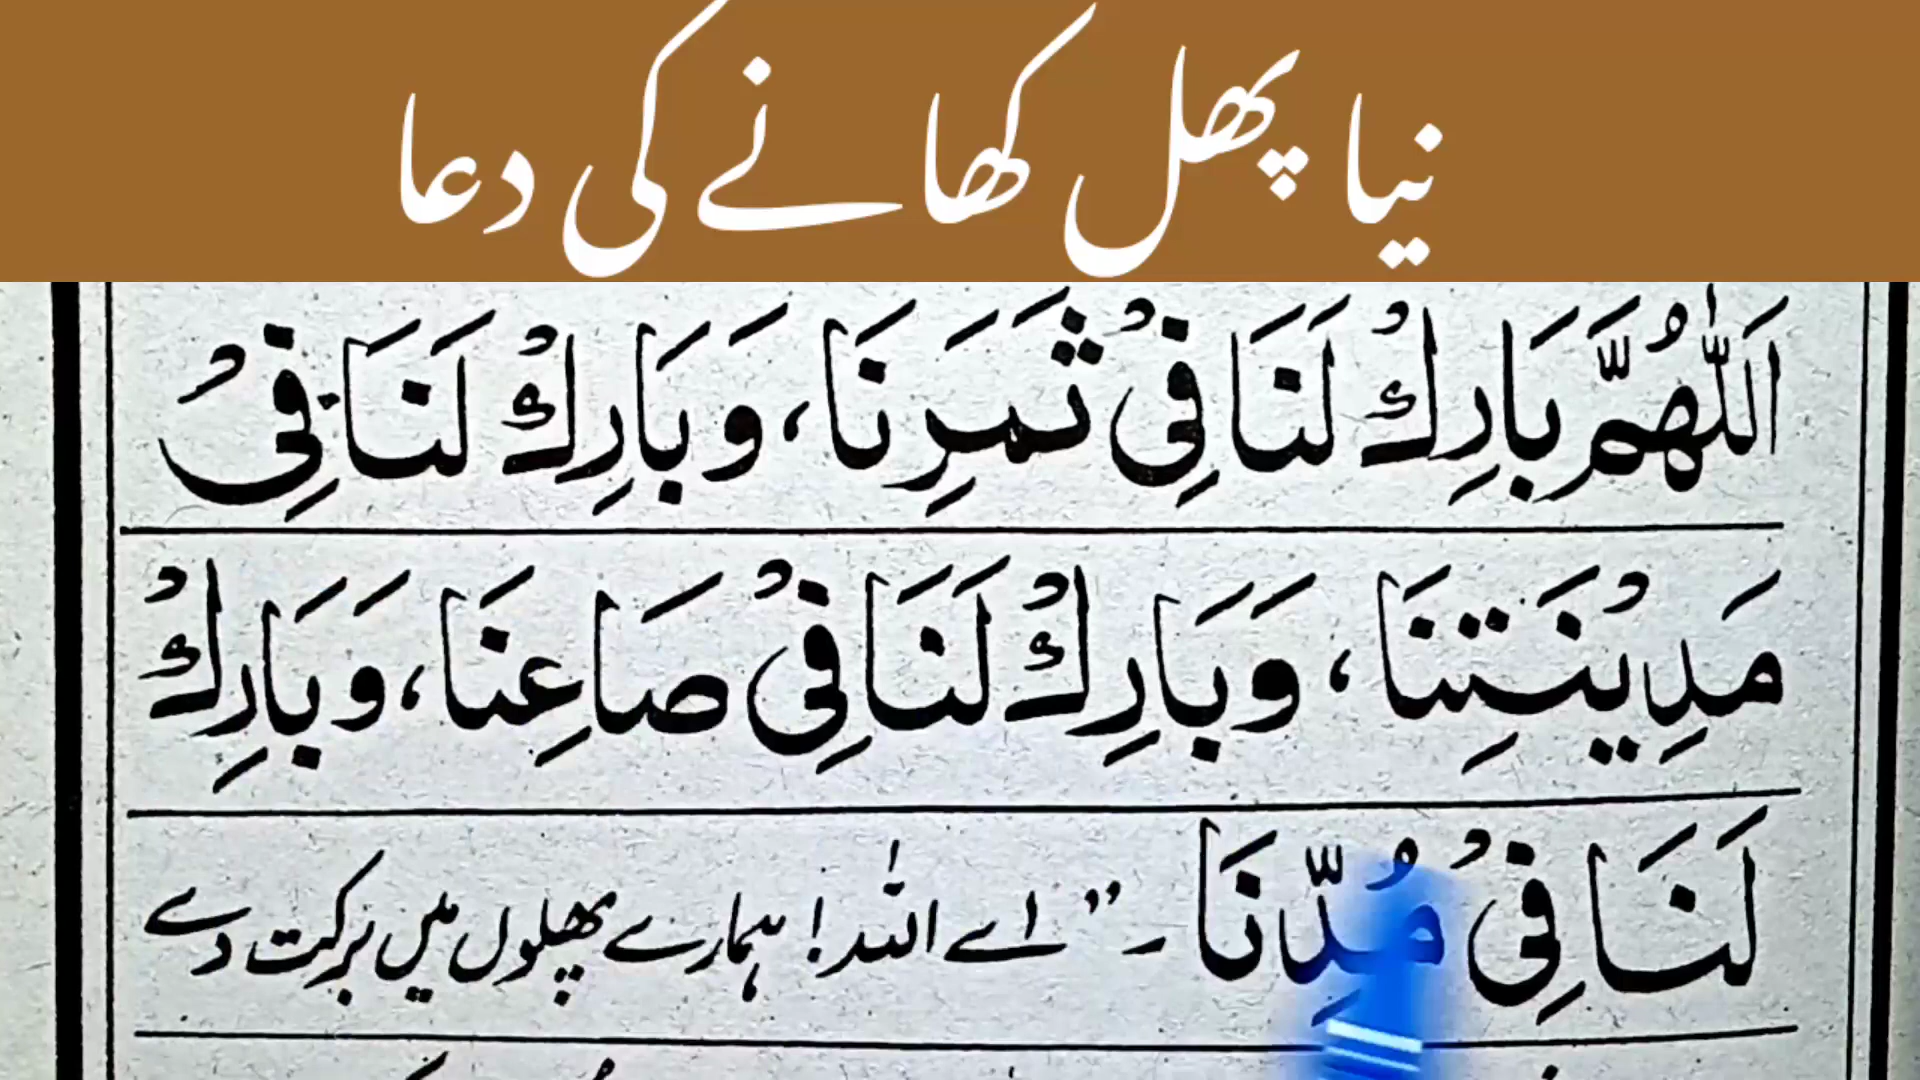 نیا پھل کھانے کی دعا
اَللّٰهُمَّ بَارِكْ لَنَا فِيْ ثَمَرِنَا، وَبَارِكْ لَنَا فِيْ
مَدِيْنَتِنَا، وَبَارِكْ لَنَا فِيْ صَاعِنَا، وَبَارِكْ
لَنَا فِيْ مُدِّنَا ۔ ”اے اللہ! ہمارے پھلوں میں برکت دے